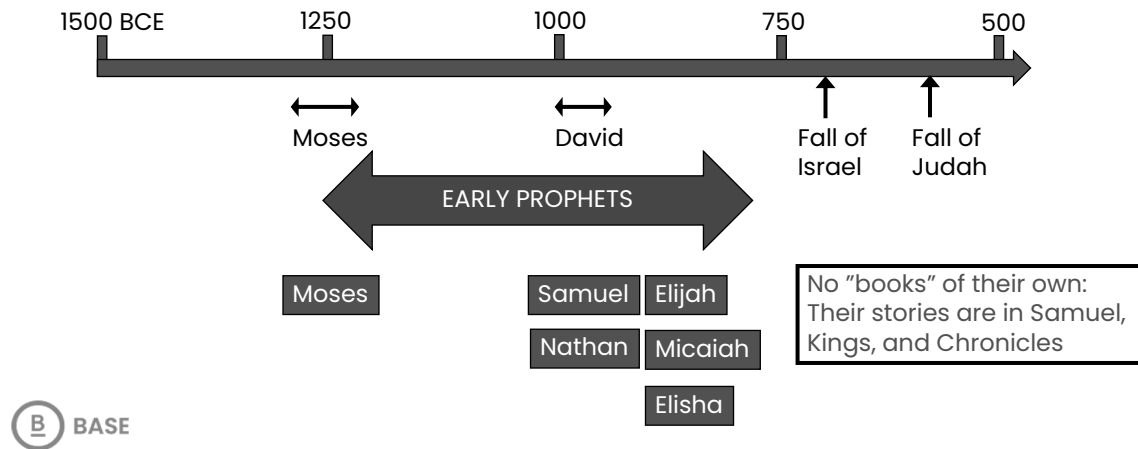 1500 BCE 1250 1000 750 500
Moses David Fall of Israel Fall of Judah
EARLY PROPHETS
Moses Samuel Elijah
Nathan Micaiah
Elisha
No ”books” of their own:
Their stories are in Samuel,
Kings, and Chronicles
B BASE